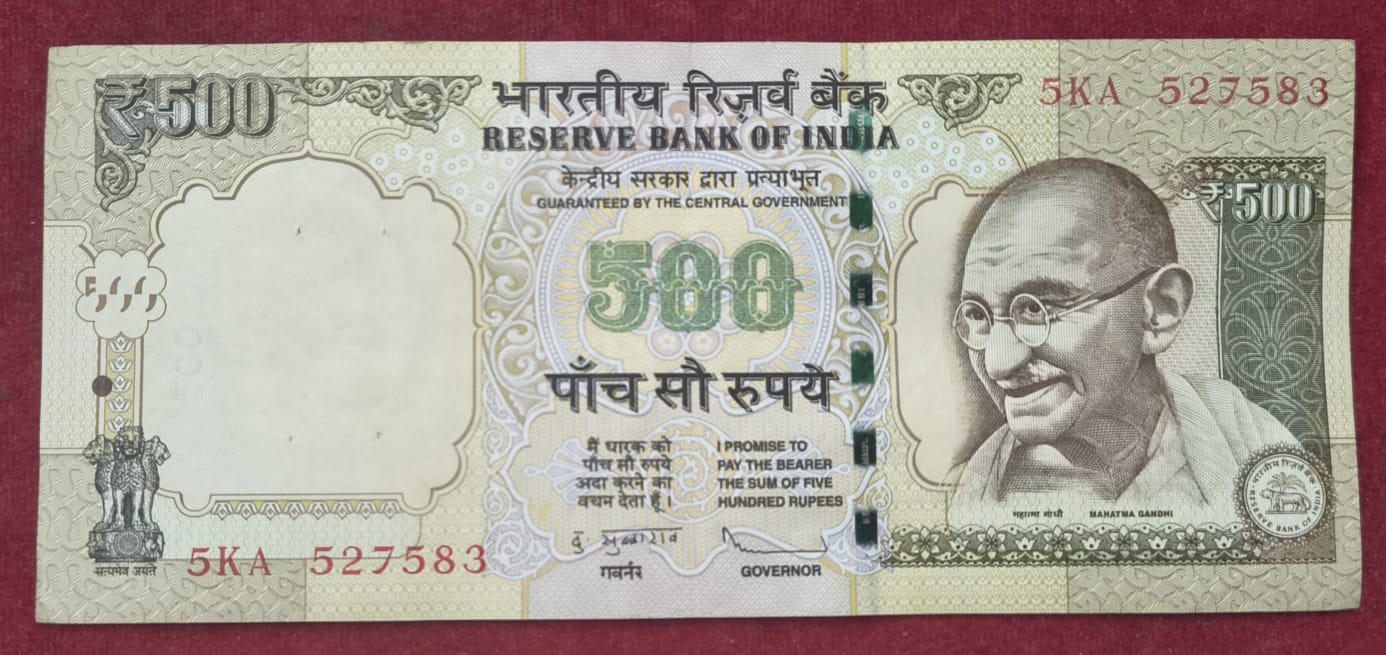 ₹500
भारतीय रिज़र्व बैंक
RESERVE BANK OF INDIA
5KA 527583
केन्द्रीय सरकार द्वारा प्रत्याभूत
GUARANTEED BY THE CENTRAL GOVERNMENT
₹500
500
पाँच सौ रुपये
मैं धारक को
पाँच सौ रुपये
अदा करने का
वचन देता हूँ।
I PROMISE TO
PAY THE BEARER
THE SUM OF FIVE
HUNDRED RUPEES
दु. सुब्बाराव
गवर्नर
GOVERNOR
महात्मा गांधी
MAHATMA GANDHI
भारतीय रिज़र्व बैंक
RESERVE BANK OF INDIA
सत्यमेव जयते
5KA 527583